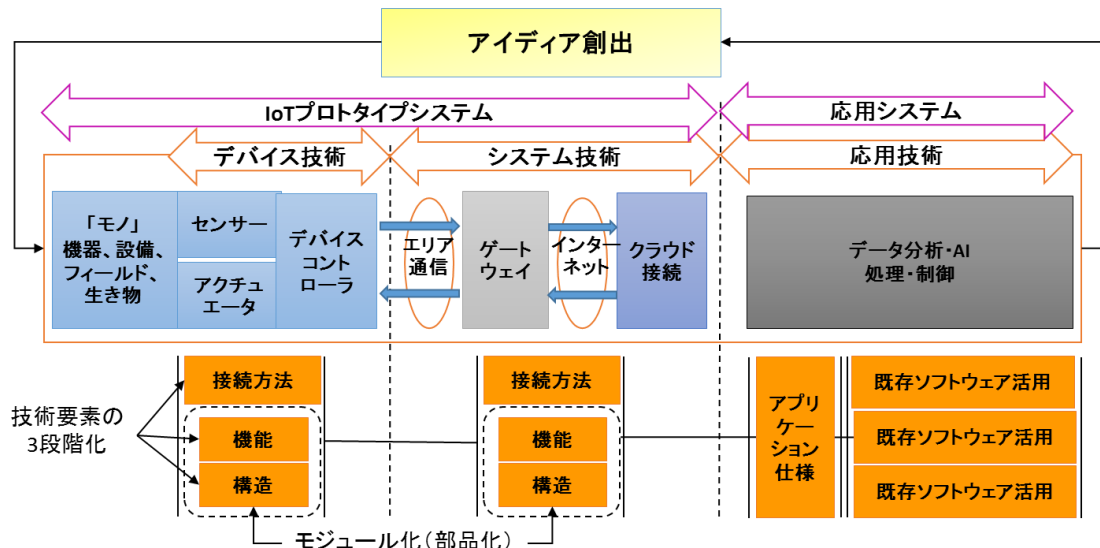 アイディア創出
IoTプロトタイプシステム
応用システム
デバイス技術
システム技術
応用技術
「モノ」
機器、設備、
フィールド、
生き物
センサー
アクチュ
エータ
デバイス
コント
ローラ
エリア
通信
ゲート
ウェイ
インター
ネット
クラウド
接続
データ分析・AI
処理・制御
技術要素の
3段階化
接続方法
機能
構造
接続方法
機能
構造
アプリ
ケー
ション
仕様
既存ソフトウェア活用
既存ソフトウェア活用
既存ソフトウェア活用
モジュール化(部品化)